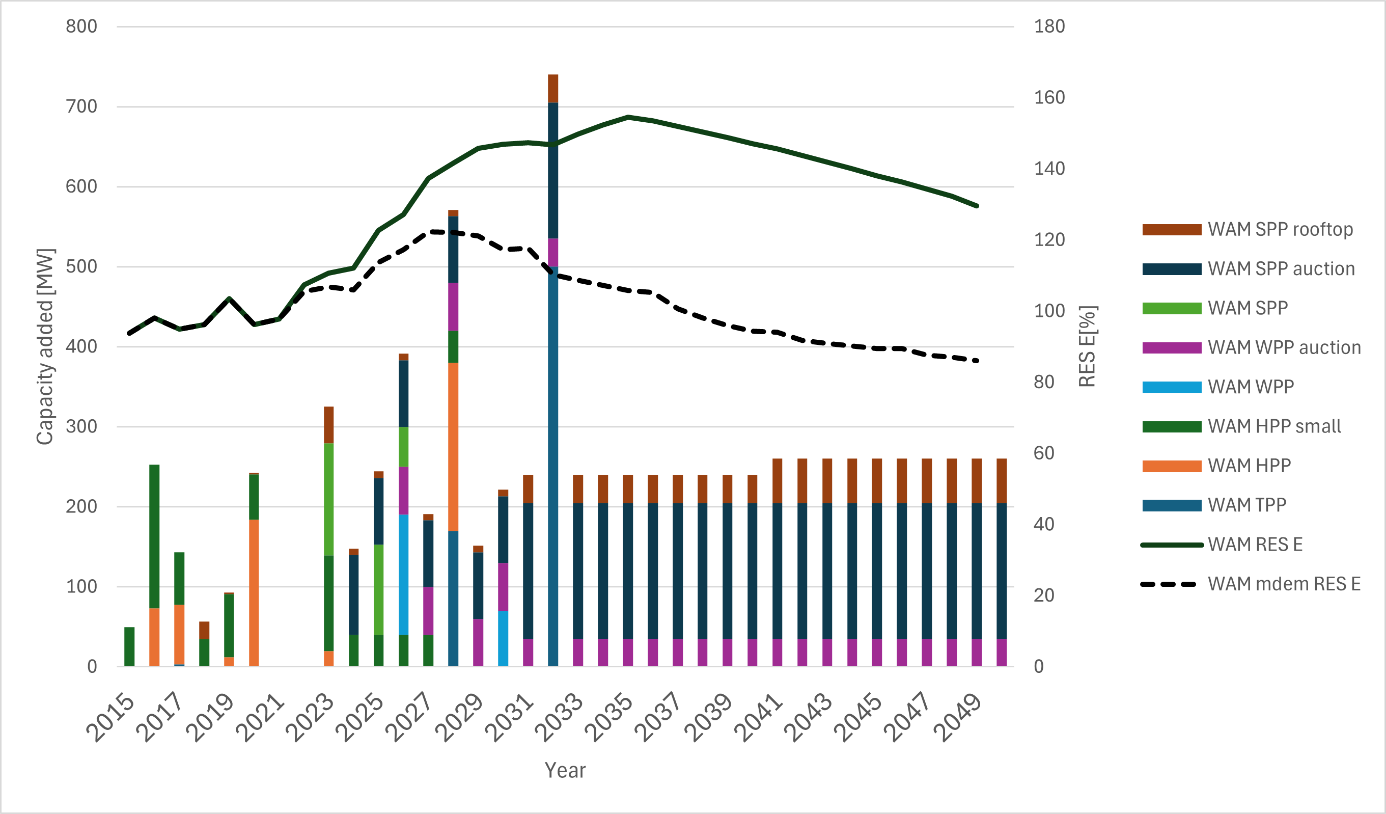 800
700
600
500
400
300
200
100
0
Capacity added [MW]
180
160
140
120
100
80
60
40
20
0
RES E[%]
2015
2017
2019
2021
2023
2025
2027
2029
2031
2033
2035
2037
2039
2041
2043
2045
2047
2049
Year
WAM SPP rooftop
WAM SPP auction
WAM SPP
WAM WPP auction
WAM WPP
WAM HPP small
WAM HPP
WAM TPP
WAM RES E
WAM mdem RES E